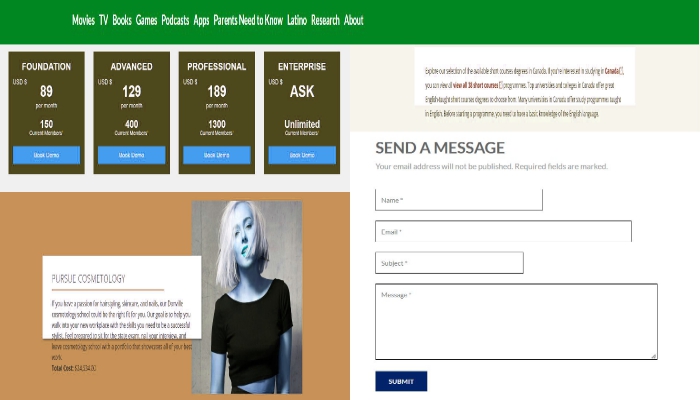 Movies TV Books Games Podcasts Apps Parents Need to Know Latino Research About
FOUNDATION
USD $
89
per month
150
Current Members'
Book Demo
ADVANCED
USD $
129
per month
400
Current Members'
Book Demo
PROFESSIONAL
USD $
189
per month
1300
Current Members'
Book Demo
ENTERPRISE
USD $
ASK
Unlimited
Current Members'
Book Demo
Explore our selection of the available short courses degrees in Canada. If you're interested in studying in Canada [],
you can view all view all 38 short courses [] programmes. Top universities and colleges in Canada offer great
English-taught short courses degrees to choose from. Many universities in Canada offer study programmes taught
in English. Before starting a programme, you need to have a basic knowledge of the English language.
SEND A MESSAGE
Your email address will not be published. Required fields are marked.
Name *
Email *
Subject *
Message *
SUBMIT
PURSUE COSMETOLOGY
If you have a passion for hairstyling, skincare, and nails, our Danville
cosmetology school could be the right fit for you. Our goal is to help you
walk into your new workplace with the skills you need to be a successful
stylist. Feel prepared to sit for the state exam, nail your interview, and
leave cosmetology school with a portfolio that showcases all of your best
work.
Total Cost: